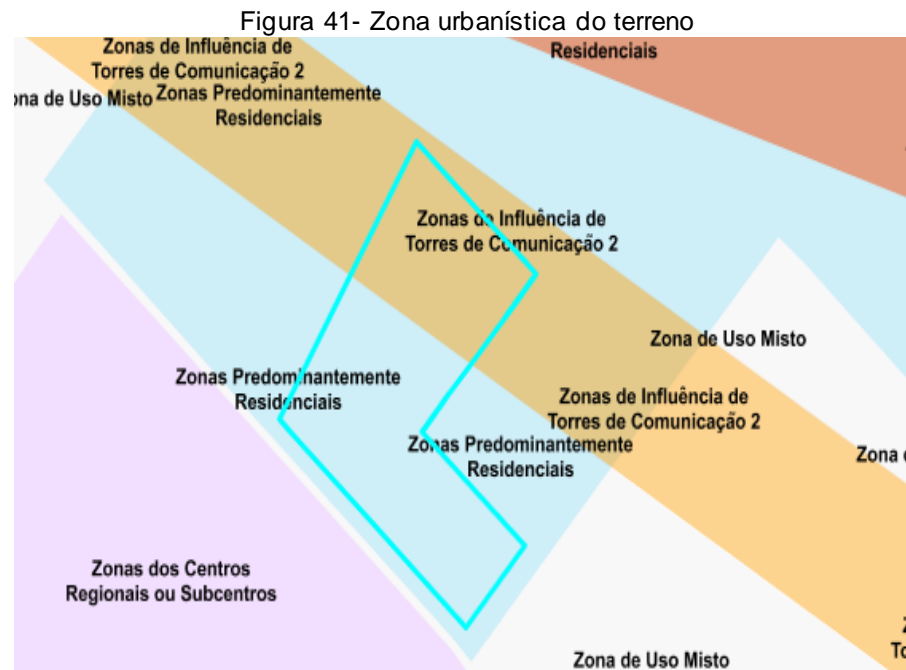 Figura 41- Zona urbanística do terreno
Zonas de Influência de
Torres de Comunicação 2
Residenciais
ona de Uso Misto
Zonas Predominantemente
Residenciais
Zonas de Influência de
Torres de Comunicação 2
Zona de Uso Misto
Zonas Predominantemente
Residenciais
Zonas de Influência de
Torres de Comunicação 2
Zonas Predominantemente
Residenciais
Zona
Zonas dos Centros
Regionais ou Subcentros
Zona de Uso Misto
To